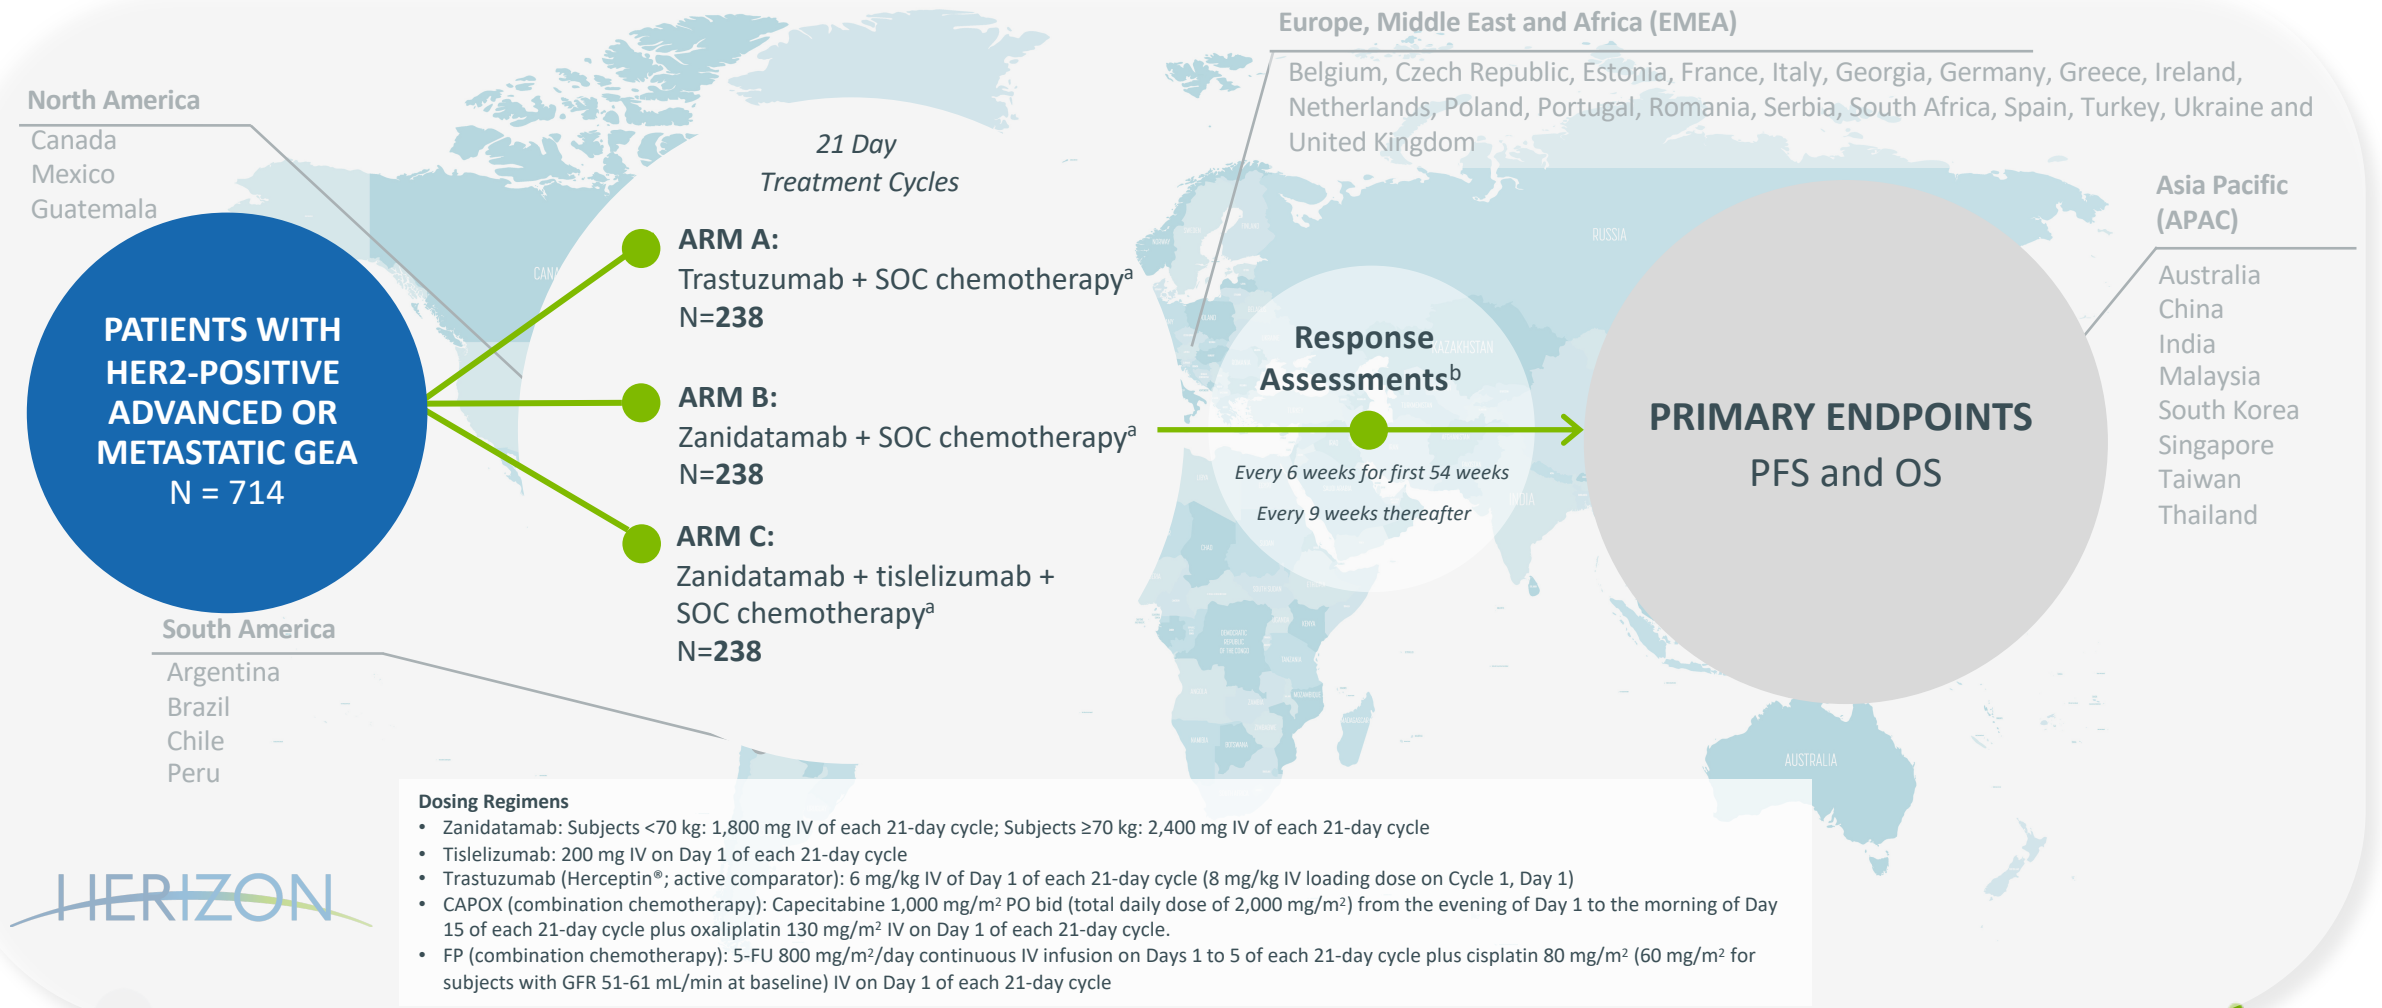 Europe, Middle East and Africa (EMEA)
Belgium, Czech Republic, Estonia, France, Italy, Georgia, Germany, Greece, Ireland,
Netherlands, Poland, Portugal, Romania, Serbia, South Africa, Spain, Turkey, Ukraine and
United Kingdom
North America
Canada
Mexico
Guatemala
21 Day
Treatment Cycles
PATIENTS WITH
HER2-POSITIVE
ADVANCED OR
METASTATIC GEA
N = 714
ARM A:
Trastuzumab + SOC chemotherapyᵃ
N=238
ARM B:
Zanidatamab + SOC chemotherapyᵃ
N=238
ARM C:
Zanidatamab + tislelizumab +
SOC chemotherapyᵃ
N=238
Response
Assessmentsᵇ
Every 6 weeks for first 54 weeks
Every 9 weeks thereafter
PRIMARY ENDPOINTS
PFS and OS
Asia Pacific
(APAC)
Australia
China
India
Malaysia
South Korea
Singapore
Taiwan
Thailand
South America
Argentina
Brazil
Chile
Peru
RUSSIA
KAZAKHSTAN
INDIA
AUSTRALIA
DEMOCRATIC
REPUBLIC
OF THE CONGO
Dosing Regimens
• Zanidatamab: Subjects <70 kg: 1,800 mg IV of each 21-day cycle; Subjects ≥70 kg: 2,400 mg IV of each 21-day cycle
• Tislelizumab: 200 mg IV on Day 1 of each 21-day cycle
• Trastuzumab (Herceptin®; active comparator): 6 mg/kg IV of Day 1 of each 21-day cycle (8 mg/kg IV loading dose on Cycle 1, Day 1)
• CAPOX (combination chemotherapy): Capecitabine 1,000 mg/m² PO bid (total daily dose of 2,000 mg/m²) from the evening of Day 1 to the morning of Day
15 of each 21-day cycle plus oxaliplatin 130 mg/m² IV on Day 1 of each 21-day cycle.
• FP (combination chemotherapy): 5-FU 800 mg/m²/day continuous IV infusion on Days 1 to 5 of each 21-day cycle plus cisplatin 80 mg/m² (60 mg/m² for
subjects with GFR 51-61 mL/min at baseline) IV on Day 1 of each 21-day cycle
HERIZON